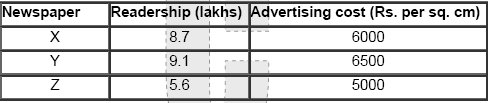 Newspaper Readership (lakhs) Advertising cost (Rs. per sq. cm)
X 8.7 6000
Y 9.1 6500
Z 5.6 5000